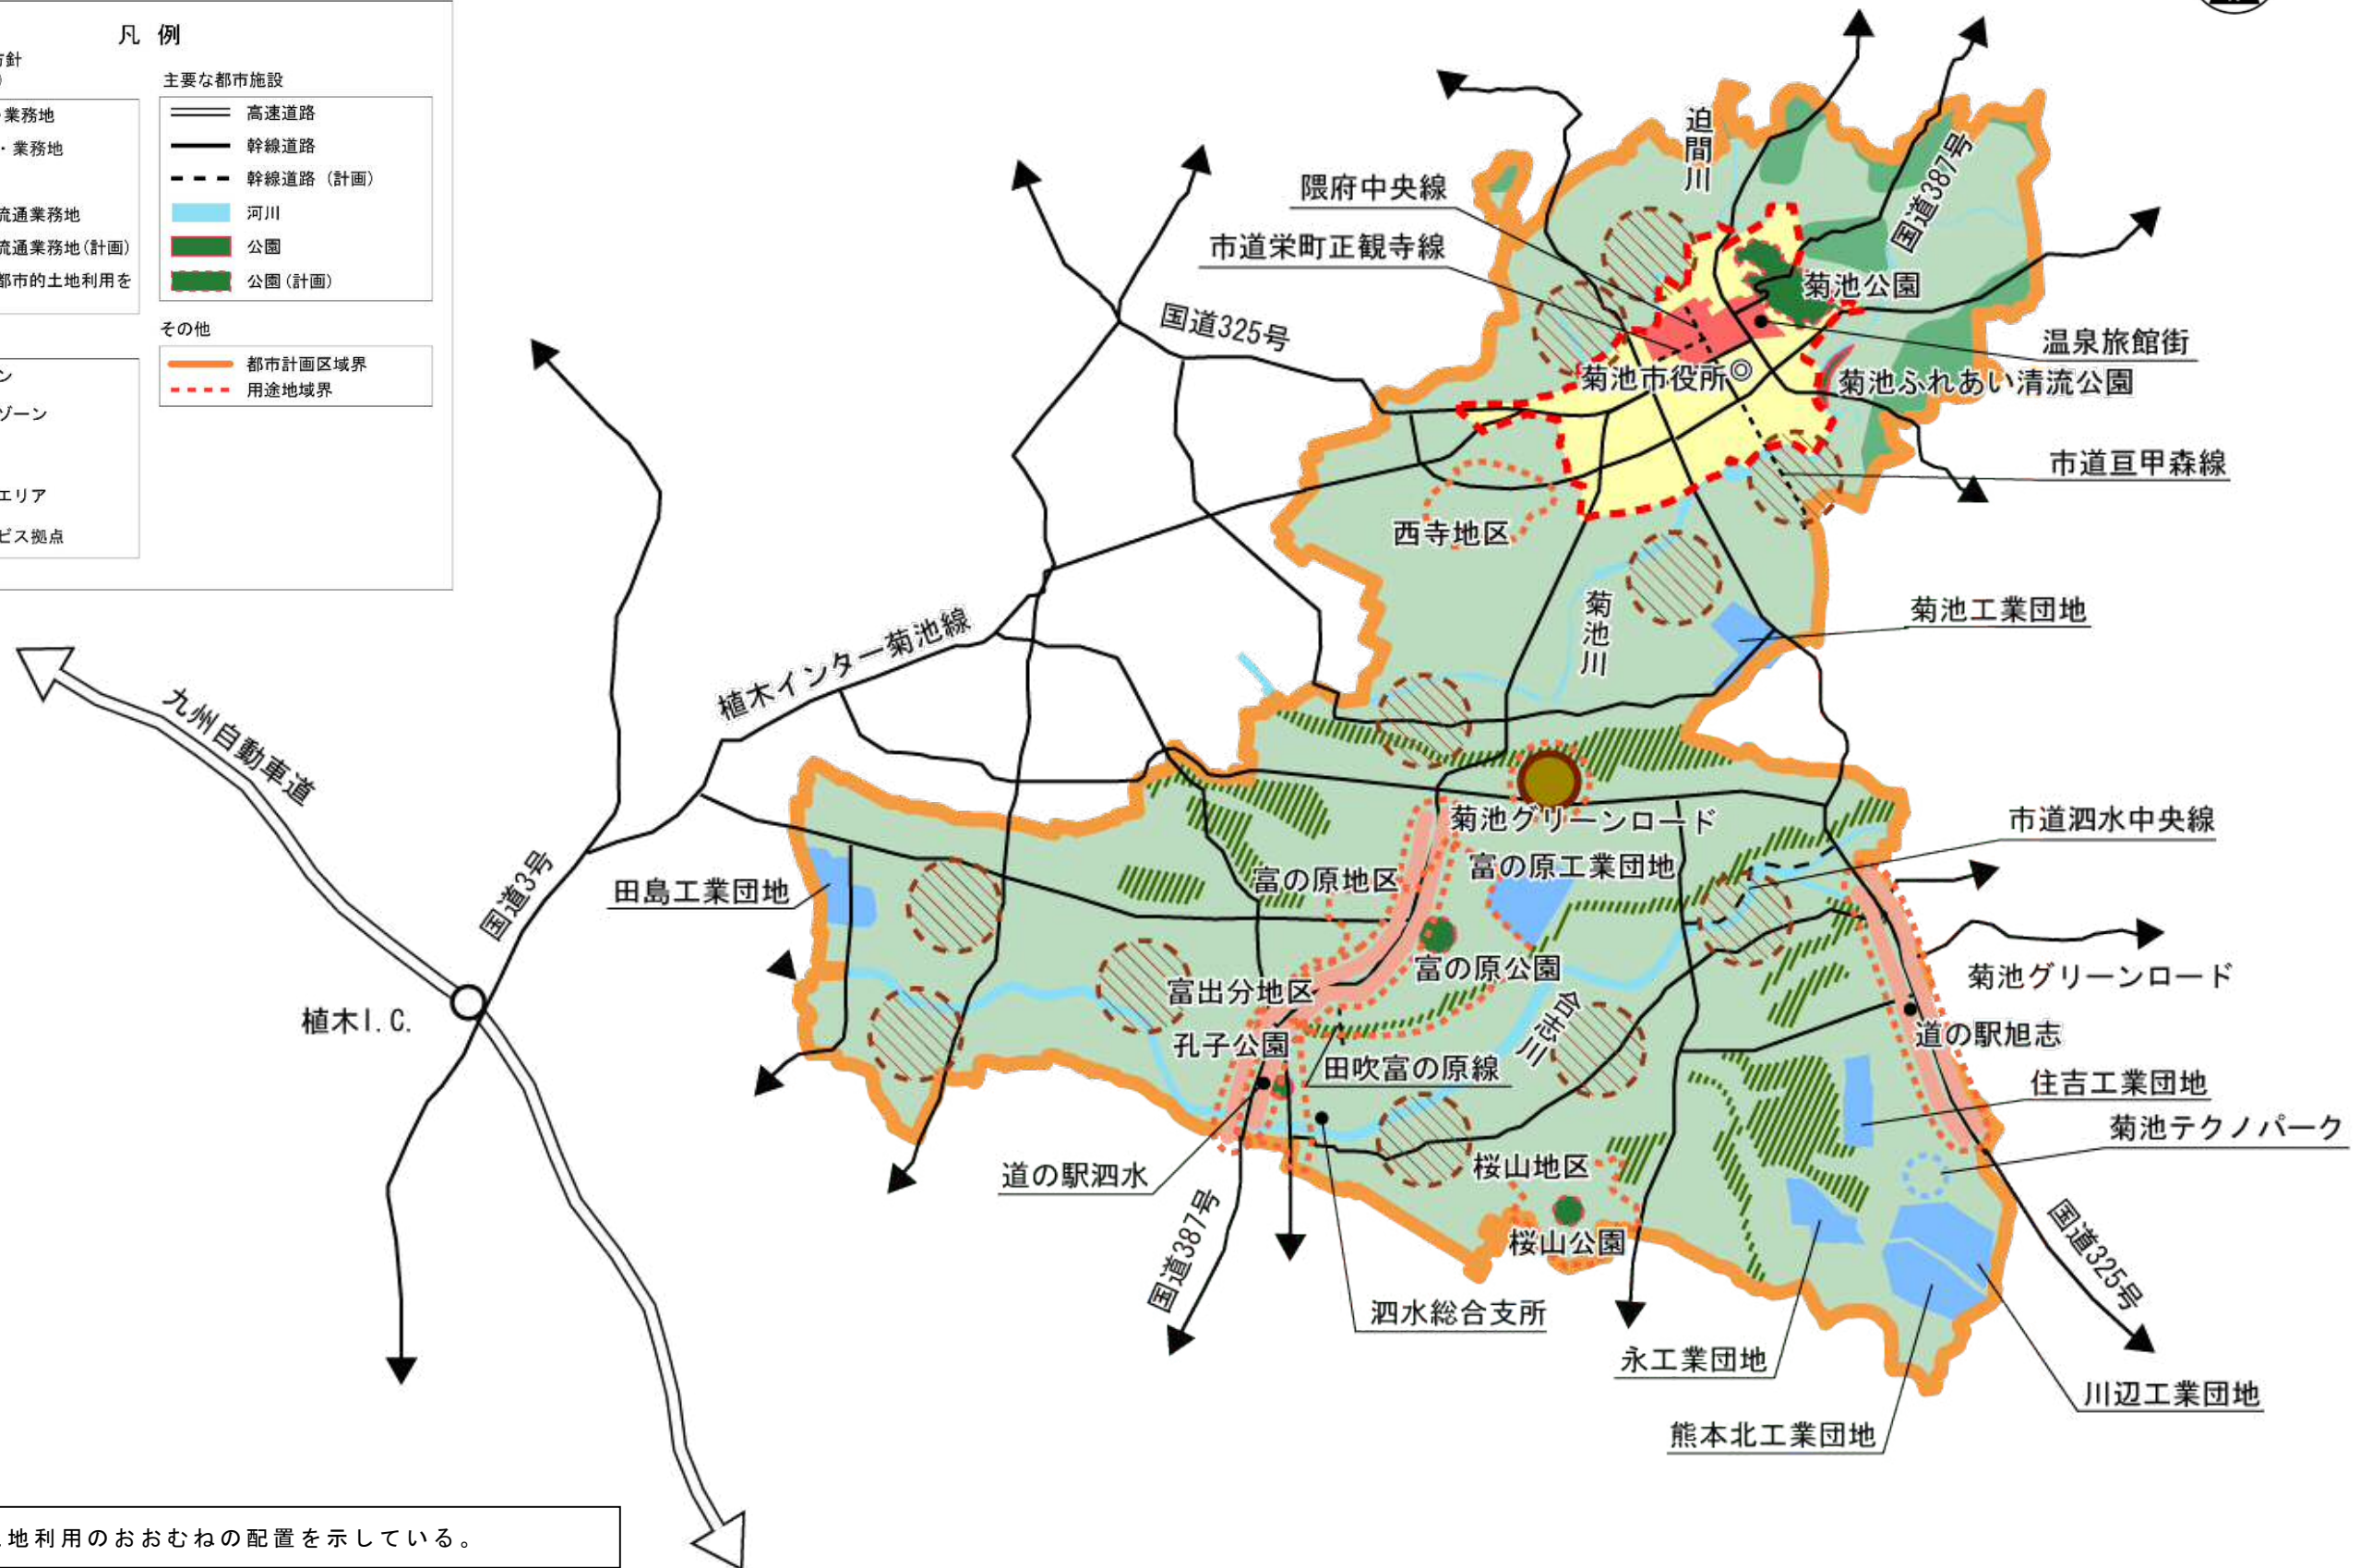 凡 例
方針
主要な都市施設
・業務地
・業務地
流通業務地
流通業務地(計画)
都市的土地利用を
高速道路
幹線道路
幹線道路（計画）
河川
公園
公園(計画)
その他
都市計画区域界
用途地域界
ン
ゾーン
エリア
ビス拠点
迫間川
国道387号
隈府中央線
市道栄町正観寺線
国道325号
菊池公園
温泉旅館街
菊池市役所
菊池ふれあい清流公園
市道亘甲森線
西寺地区
菊池川
菊池工業団地
植木インター菊池線
九州自動車道
国道3号
植木I.C.
菊池グリーンロード
市道泗水中央線
田島工業団地
富の原地区
富の原工業団地
富の原公園
富出分地区
合志川
菊池グリーンロード
孔子公園
田吹富の原線
道の駅旭志
住吉工業団地
菊池テクノパーク
道の駅泗水
桜山地区
国道387号
桜山公園
国道325号
泗水総合支所
永工業団地
川辺工業団地
熊本北工業団地
地利用のおおむねの配置を示している。